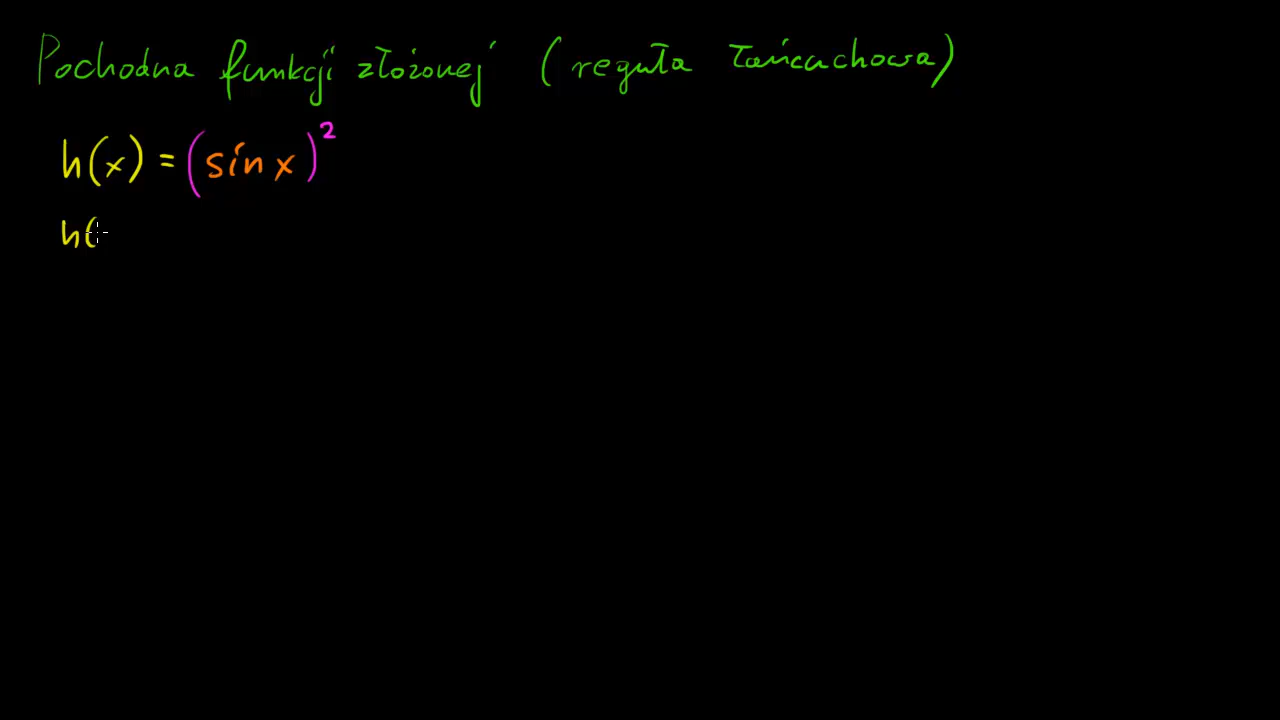 Pochodna funkcji złożonej (reguła łańcuchowa)
h(x) = (sin x)²
h(